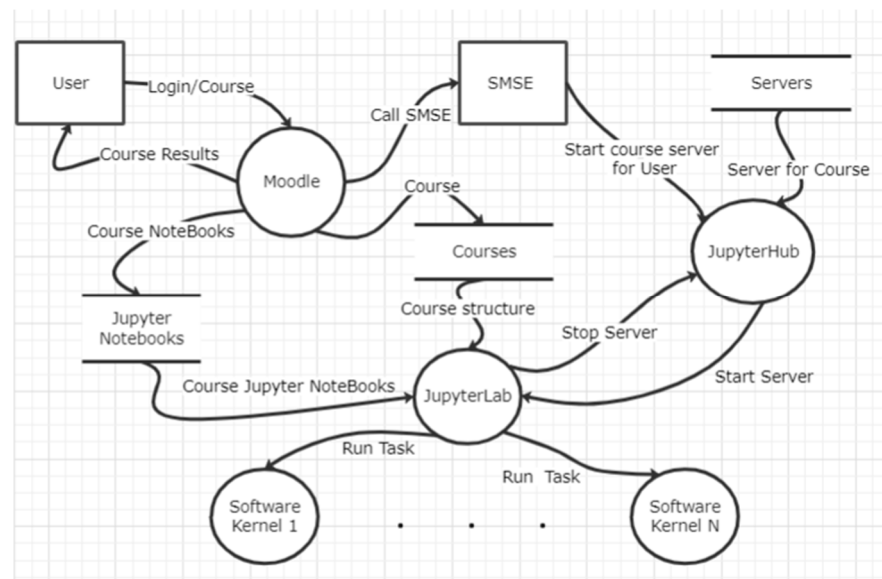 User
Login/Course
SMSE
Servers
Call SMSE
Course Results
Start course server
for User
Server for Course
Moodle
Course
Course NoteBooks
Courses
JupyterHub
Jupyter
Notebooks
Course structure
Stop Server
Start Server
Course Jupyter NoteBooks
JupyterLab
Run Task
Run Task
Software
Kernel 1
Software
Kernel N